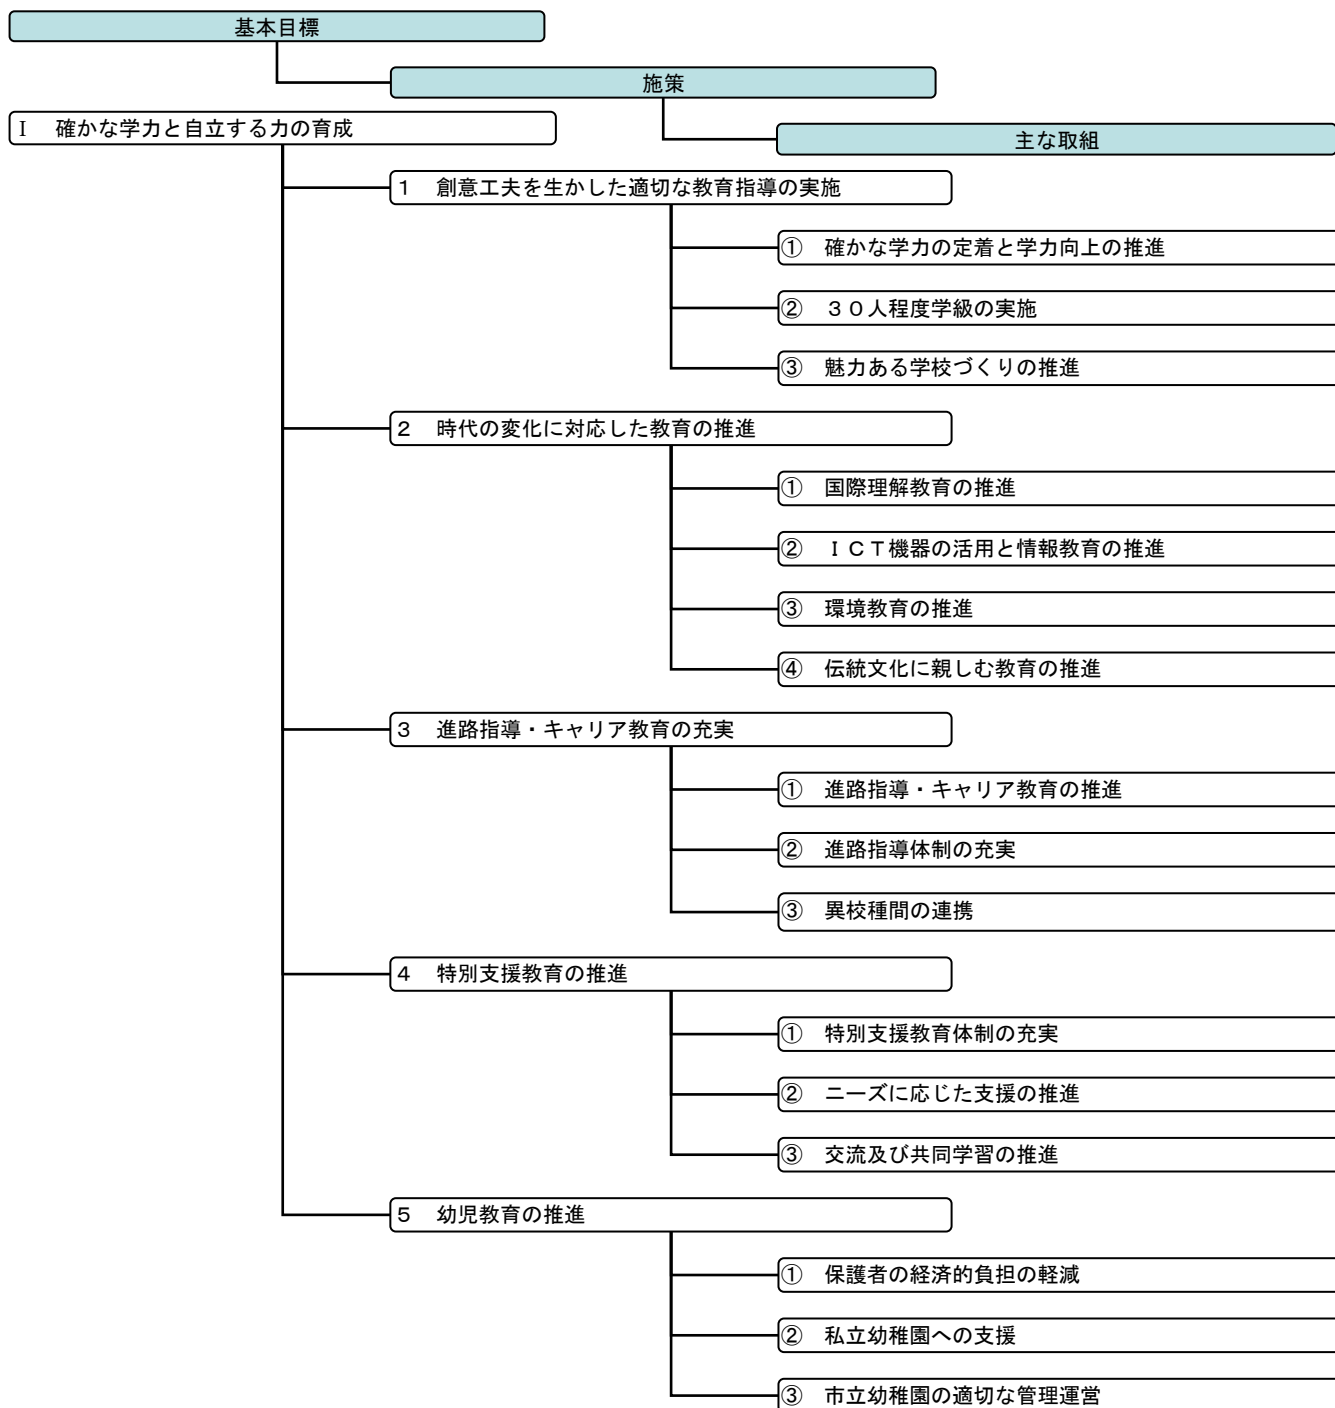 基本目標
施策
主な取組
Ⅰ　確かな学力と自立する力の育成
１　創意工夫を生かした適切な教育指導の実施
①　確かな学力の定着と学力向上の推進
②　３０人程度学級の実施
③　魅力ある学校づくりの推進
２　時代の変化に対応した教育の推進
①　国際理解教育の推進
②　ＩＣＴ機器の活用と情報教育の推進
③　環境教育の推進
④　伝統文化に親しむ教育の推進
３　進路指導・キャリア教育の充実
①　進路指導・キャリア教育の推進
②　進路指導体制の充実
③　異校種間の連携
４　特別支援教育の推進
①　特別支援教育体制の充実
②　ニーズに応じた支援の推進
③　交流及び共同学習の推進
５　幼児教育の推進
①　保護者の経済的負担の軽減
②　私立幼稚園への支援
③　市立幼稚園の適切な管理運営